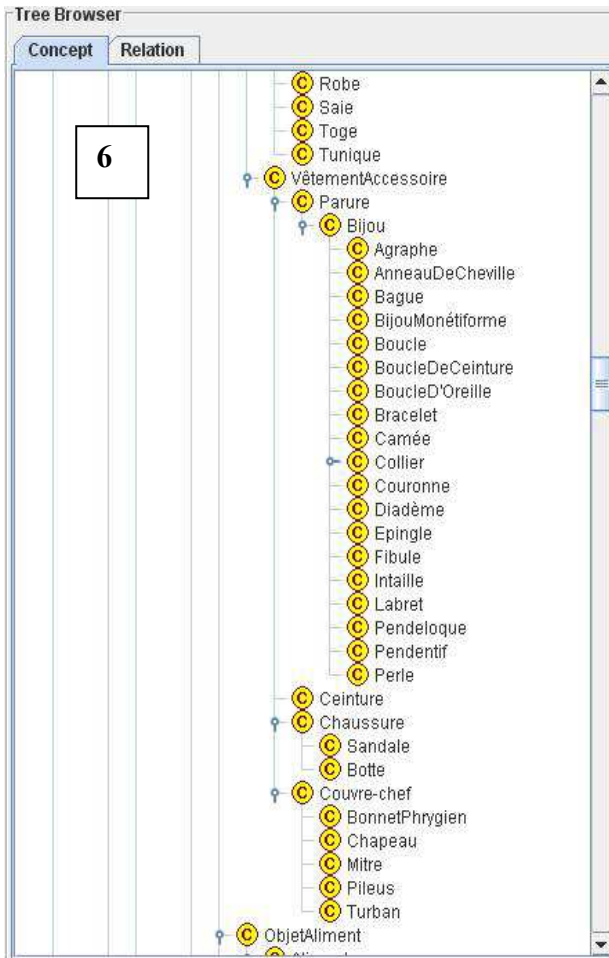 Tree Browser
Concept Relation
C Robe
C Saie
C Toge
6
C Tunique
C VêtementAccessoire
C Parure
C Bijou
C Agraphe
C AnneauDeCheville
C Bague
C BijouMonétiforme
C Boucle
C BoucleDeCeinture
C BoucleD'Oreille
C Bracelet
C Camée
C Collier
C Couronne
C Diadème
C Epingle
C Fibule
C Intaille
C Labret
C Pendeloque
C Pendentif
C Perle
C Ceinture
C Chaussure
C Sandale
C Botte
C Couvre-chef
C BonnetPhrygien
C Chapeau
C Mitre
C Pileus
C Turban
C ObjetAliment